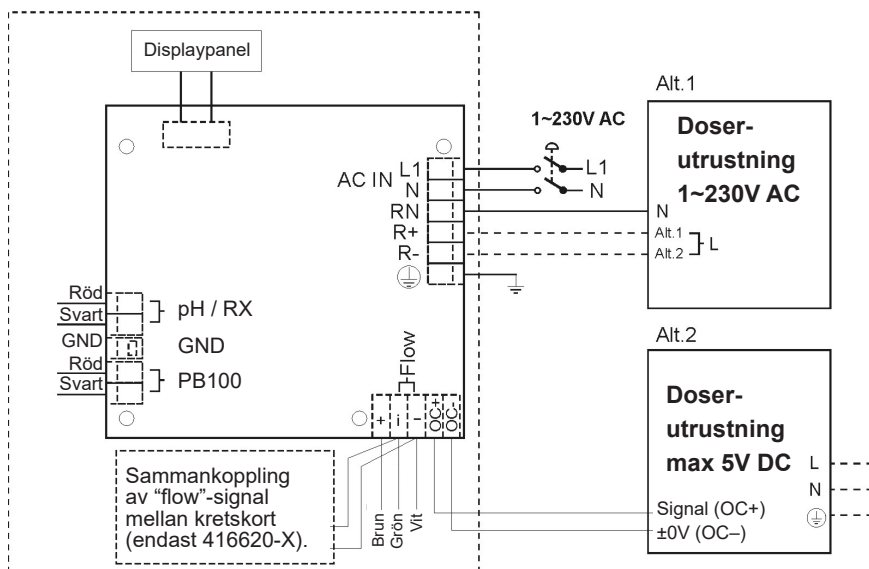 Displaypanel
1~230V AC
AC IN
L1
N
RN
R+
R-
L1
N
Alt.1
Doser-
utrustning
1~230V AC
N
Alt.1
Alt.2
L
Röd
Svart
pH / RX
GND
GND
Röd
Svart
PB100
Flow
+
i
–
OC+
OC
Brun
Grön
Vit
Sammankoppling
av “flow”-signal
mellan kretskort
(endast 416620-X).
Alt.2
Doser-
utrustning
max 5V DC
L
N
Signal (OC+)
±0V (OC–)